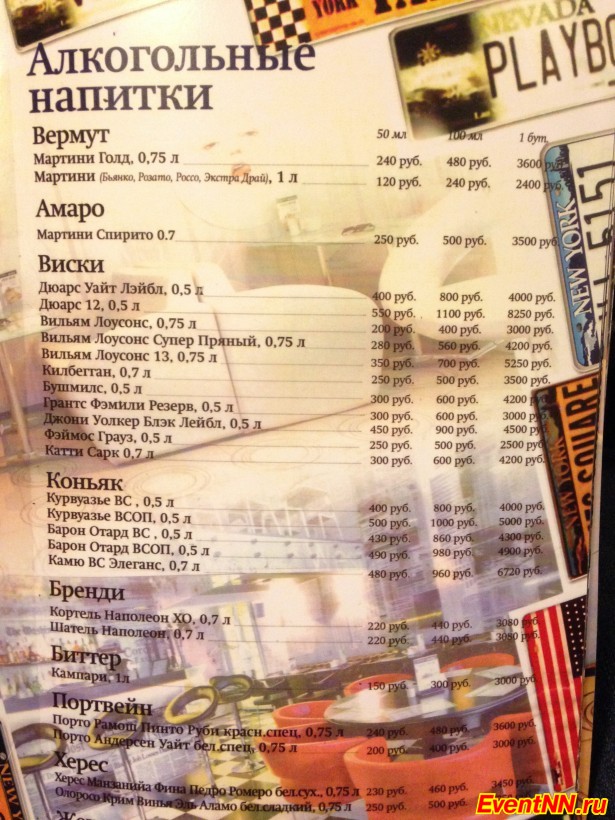 NEVADA
YORK
PLAYBO
Алкогольные
напитки
Вермут 50 мл 100 мл 1 бут.
Мартини Голд, 0,75 л 240 руб. 480 руб. 3600 руб.
Мартини (Бьянко, Розато, Россо, Экстра Драй), 1 л 120 руб. 240 руб. 2400 руб.
Амаро
Мартини Спирито 0.7 250 руб. 500 руб. 3500 руб.
Виски
Дюарс Уайт Лэйбл, 0,5 л 400 руб. 800 руб. 4000 руб.
Дюарс 12, 0,5 л 550 руб. 1100 руб. 8250 руб.
Вильям Лоусонс, 0,75 л 200 руб. 400 руб. 3000 руб.
Вильям Лоусонс Супер Пряный, 0,75 л 280 руб. 560 руб. 4200 руб.
Вильям Лоусонс 13, 0,75 л 350 руб. 700 руб. 5250 руб.
Килбегган, 0,7 л 250 руб. 500 руб. 3500 руб.
Бушмилс, 0,5 л 300 руб. 600 руб. 4200 руб.
Грантс Фэмили Резерв, 0,5 л 300 руб. 600 руб. 3000 руб.
Джони Уолкер Блэк Лейбл, 0,5 л 450 руб. 900 руб. 4500 руб.
Фэймос Грауз, 0,5 л 250 руб. 500 руб. 2500 руб.
Катти Сарк 0,7 л 300 руб. 600 руб. 4200 руб.
Коньяк
Курвуазье ВС , 0,5 л 400 руб. 800 руб. 4000 руб.
Курвуазье ВСОП, 0,5 л 500 руб. 1000 руб. 5000 руб.
Барон Отард ВС , 0,5 л 430 руб. 860 руб. 4300 руб.
Барон Отард ВСОП, 0,5 л 490 руб. 980 руб. 4900 руб.
Камю ВС Элеганс, 0,7 л 480 руб. 960 руб. 6720 руб.
Бренди
Кортель Наполеон ХО, 0,7 л 220 руб. 440 руб. 3080 руб.
Шатель Наполеон, 0,7 л 220 руб. 440 руб. 3080 руб.
Биттер
Кампари, 1л 150 руб. 300 руб. 3000 руб.
Портвейн
Порто Рамош Пинто Руби красн.спец, 0,75 л 240 руб. 480 руб. 3600 руб.
Порто Андерсен Уайт бел.спец, 0,75 л 200 руб. 400 руб. 3000 руб.
Херес
Херес Манзанийа Фина Педро Ромеро бел.сух., 0,75 л 230 руб. 460 руб. 3450 руб.
Олоросо Крим Винья Эль Аламо бел.сладкий, 0,75 л 250 руб. 500 руб.
NEW YORK
5151
NEW YORK
SQUARE
EventNN.ru